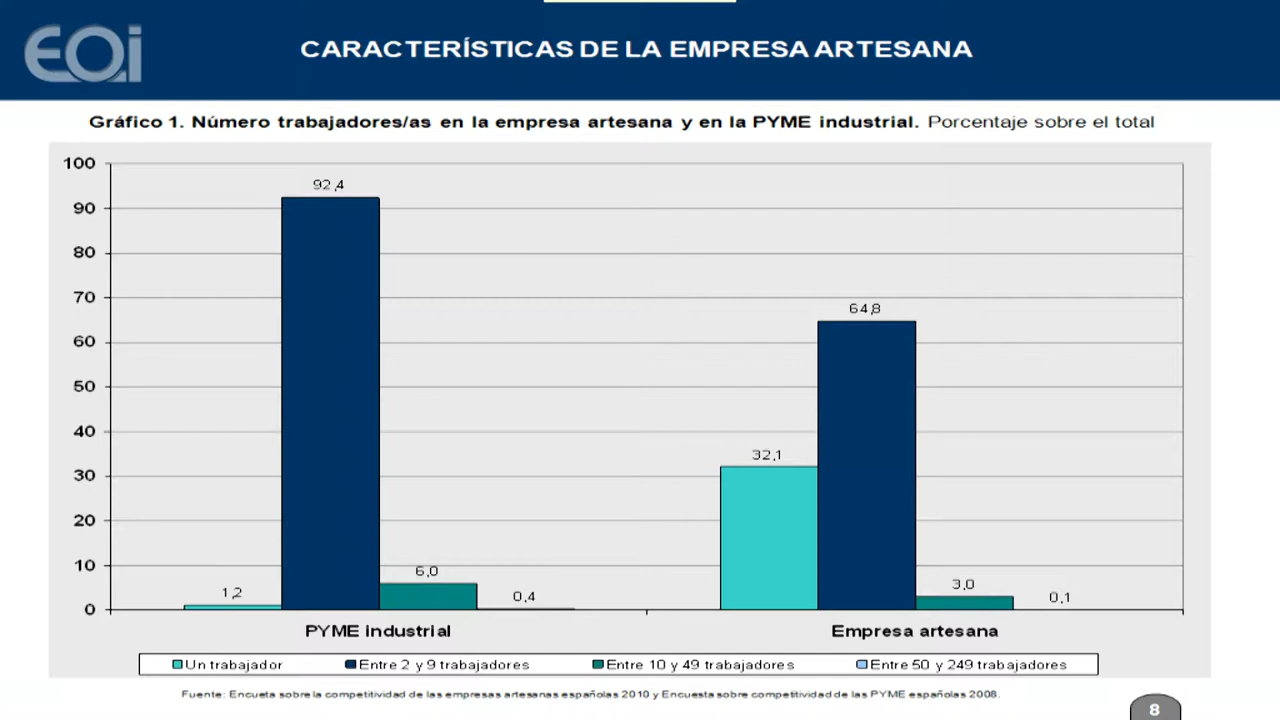 EOi
CARACTERÍSTICAS DE LA EMPRESA ARTESANA
Gráfico 1. Número trabajadores/as en la empresa artesana y en la PYME industrial. Porcentaje sobre el total
100
90
80
70
60
50
40
30
20
10
0
92,4
64,8
32,1
1,2
6,0
0,4
3,0
0,1
PYME industrial
Empresa artesana
Un trabajador
Entre 2 y 9 trabajadores
Entre 10 y 49 trabajadores
Entre 50 y 249 trabajadores
Fuente: Encueta sobre la competitividad de las empresas artesanas españolas 2010 y Encuesta sobre competitividad de las PYME españolas 2008.
8